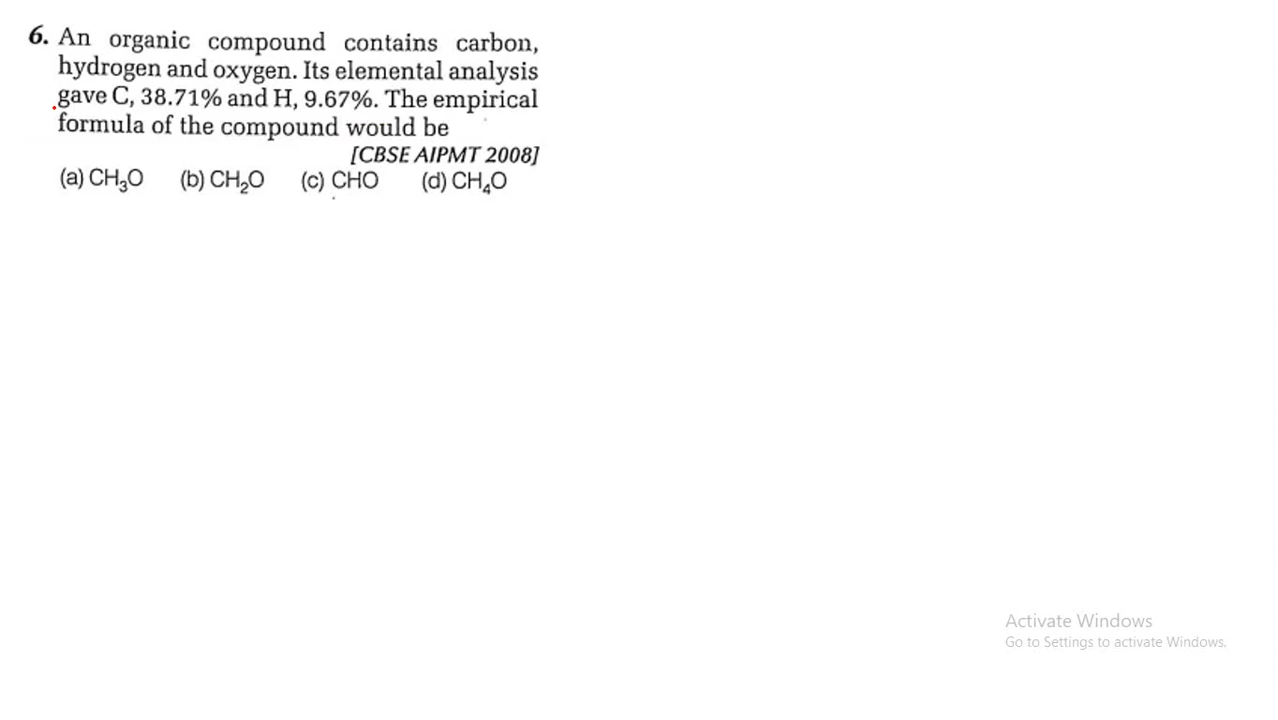 6. An organic compound contains carbon,
hydrogen and oxygen. Its elemental analysis
gave C, 38.71% and H, 9.67%. The empirical
formula of the compound would be
[CBSE AIPMT 2008]
(a) CH₃O (b) CH₂O (c) CHO (d) CH₄O
Activate Windows
Go to Settings to activate Windows.